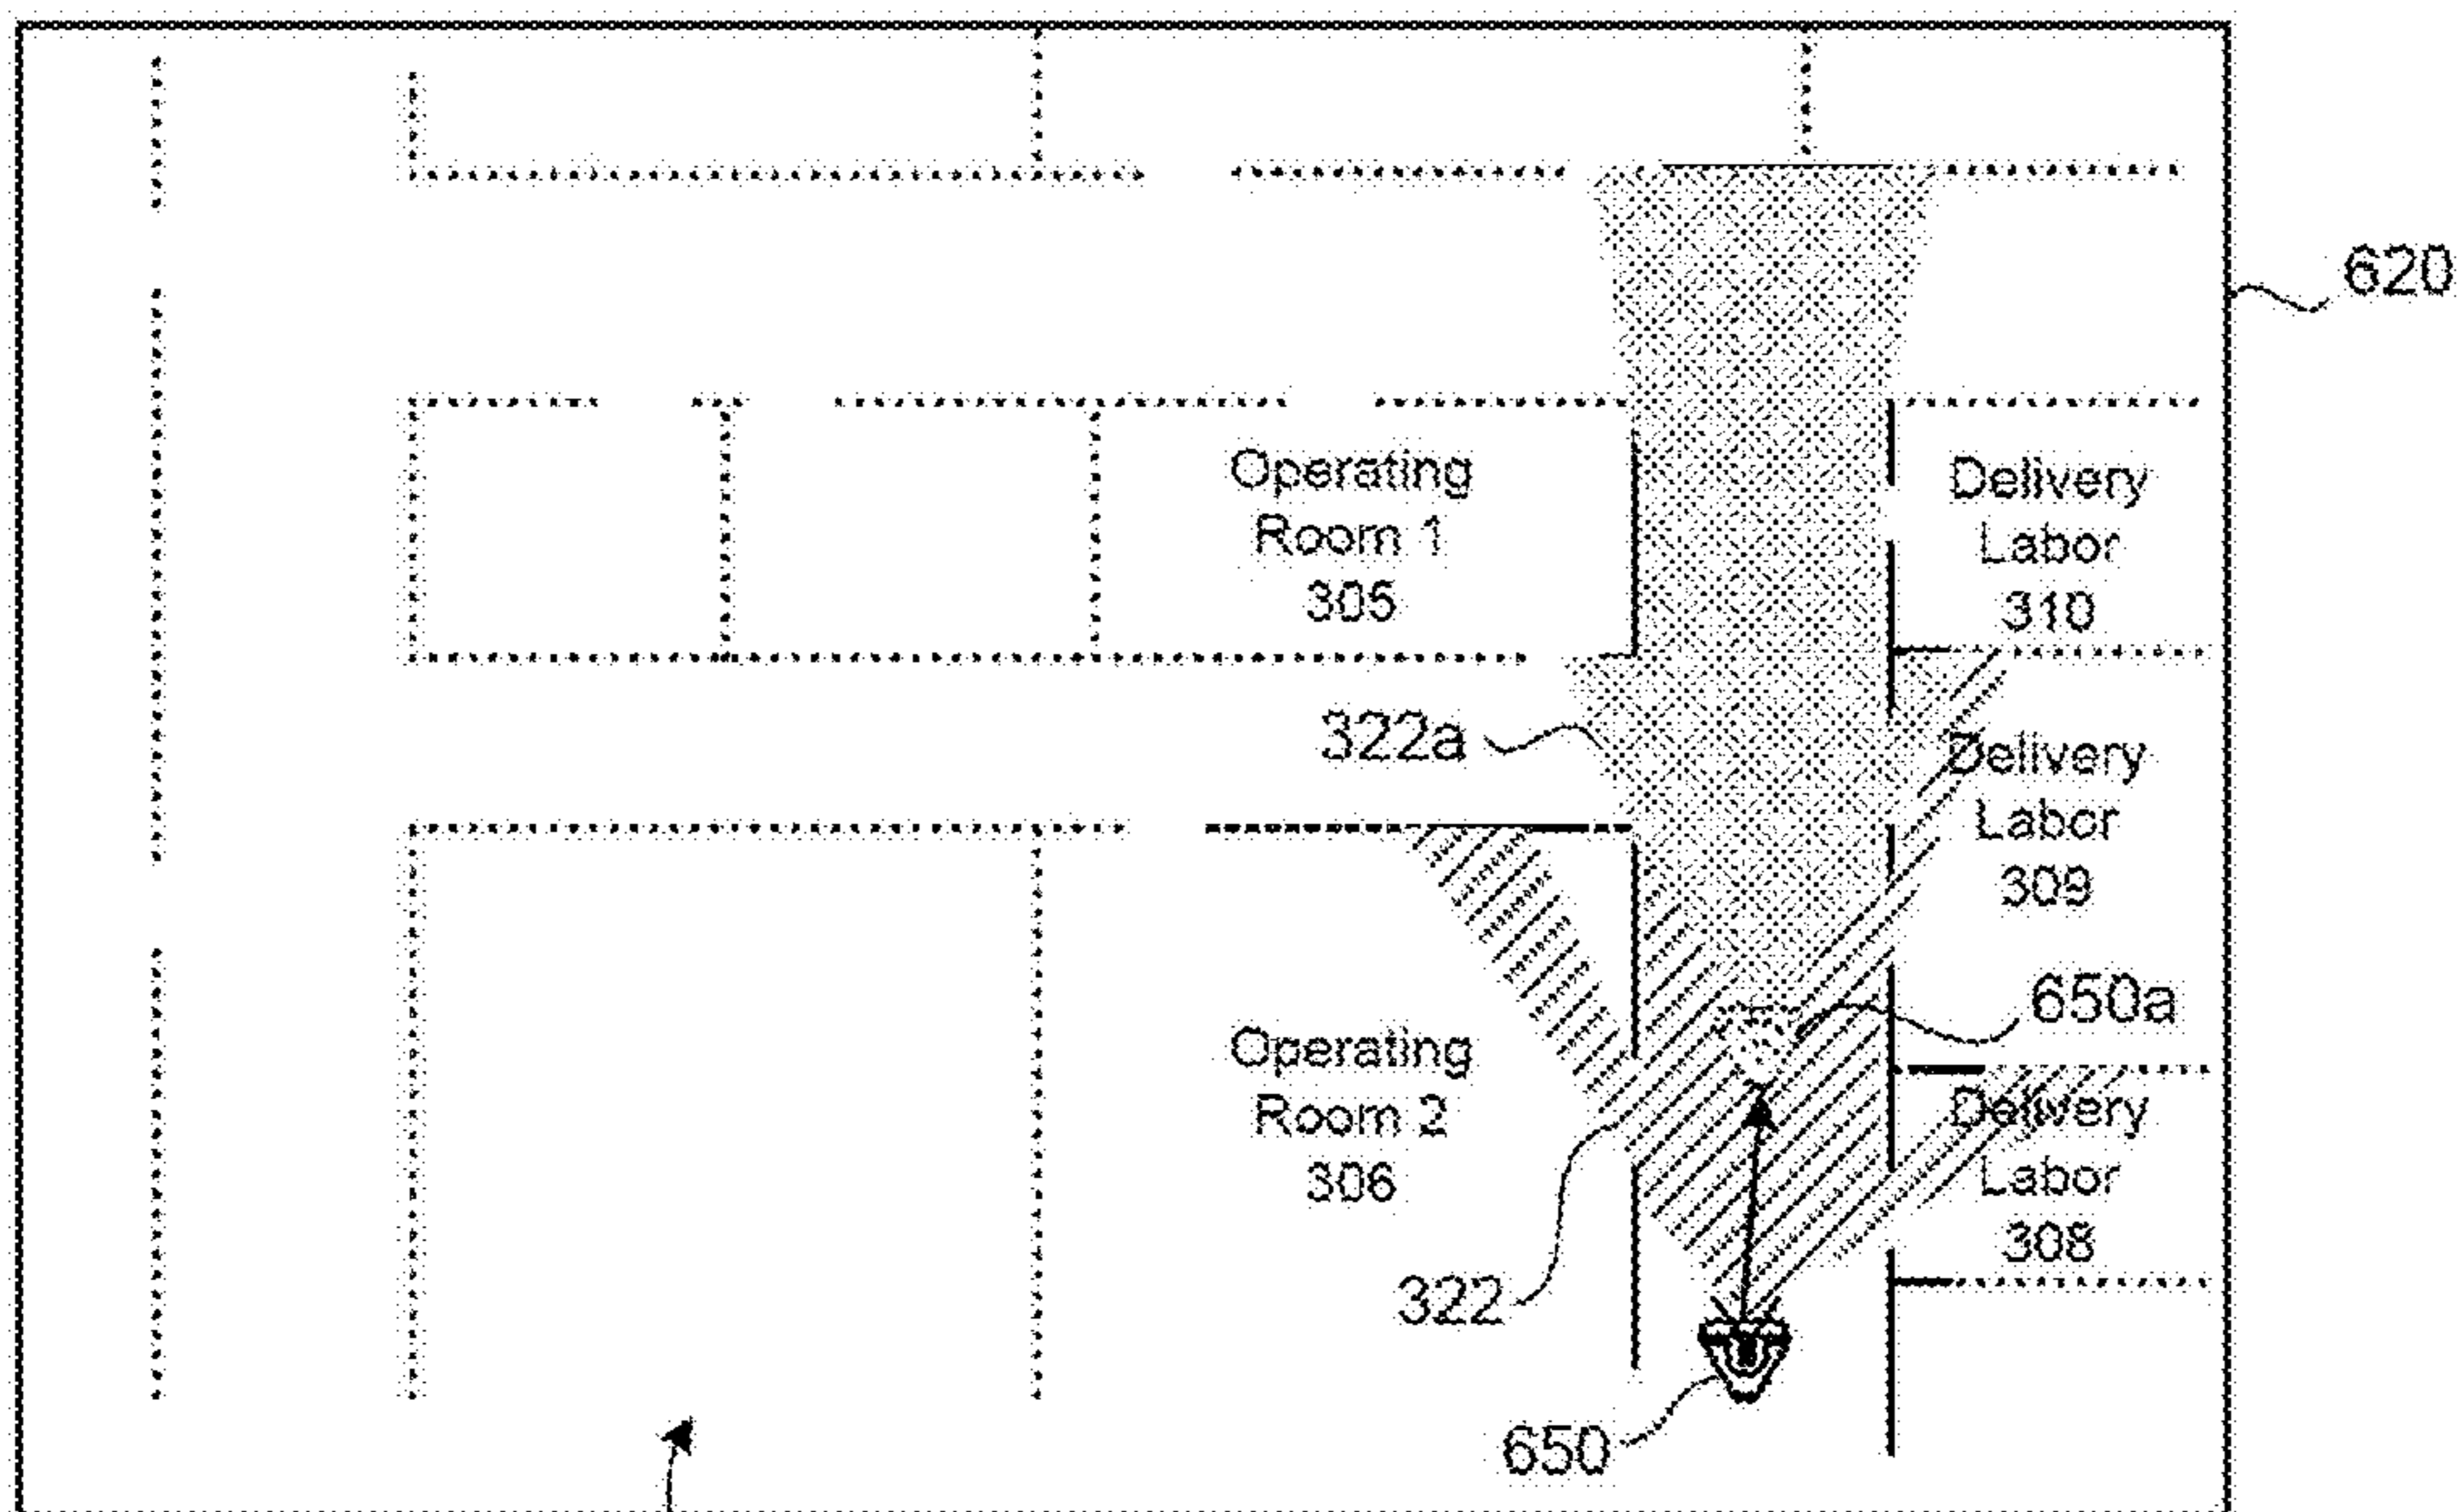 620
Operating
Room 1
305
Delivery
Labor
310
322a
Delivery
Labor
309
650a
Operating
Room 2
306
Delivery
Labor
308
322
650